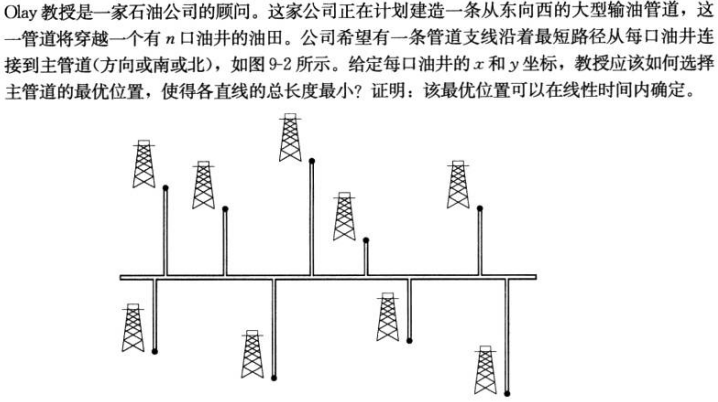 Olay教授是一家石油公司的顾问。这家公司正在计划建造一条从东向西的大型输油管道，这
一管道将穿越一个有n口油井的油田。公司希望有一条管道支线沿着最短路径从每口油井连
接到主管道(方向或南或北)，如图9-2所示。给定每口油井的x和y坐标，教授应该如何选择
主管道的最优位置，使得各直线的总长度最小？证明：该最优位置可以在线性时间内确定。